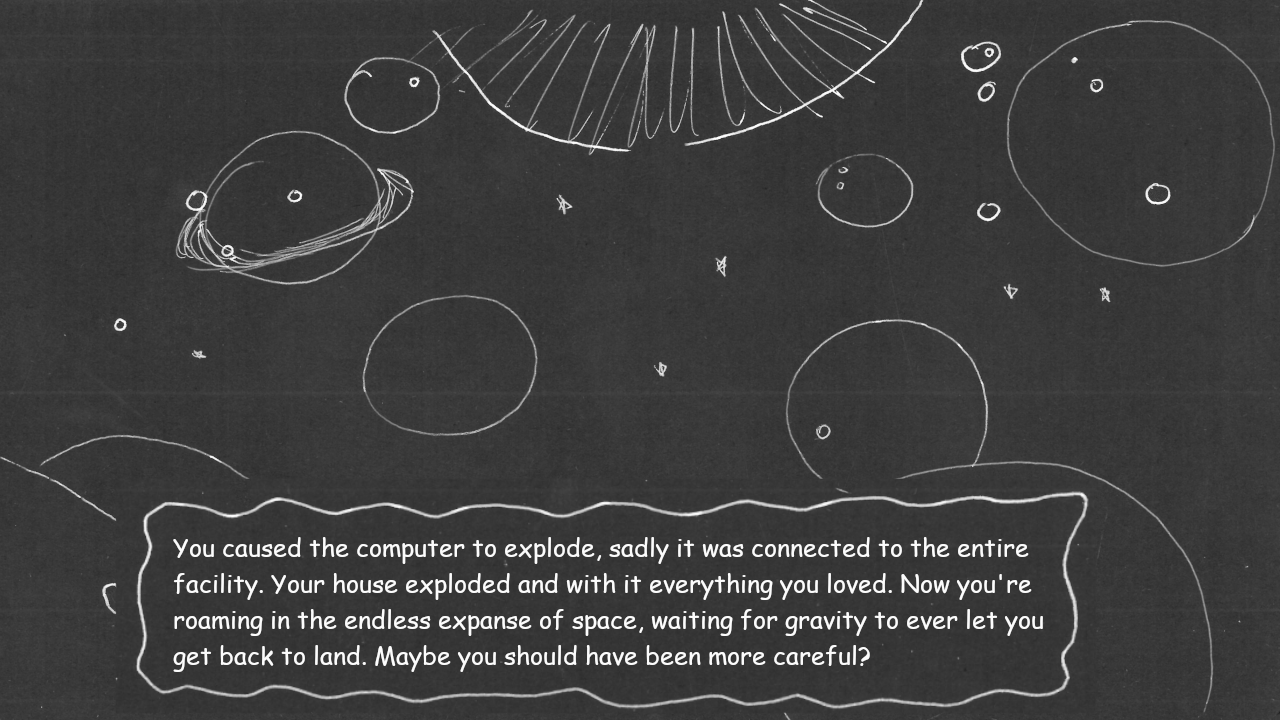 You caused the computer to explode, sadly it was connected to the entire
facility. Your house exploded and with it everything you loved. Now you're
roaming in the endless expanse of space, waiting for gravity to ever let you
get back to land. Maybe you should have been more careful?